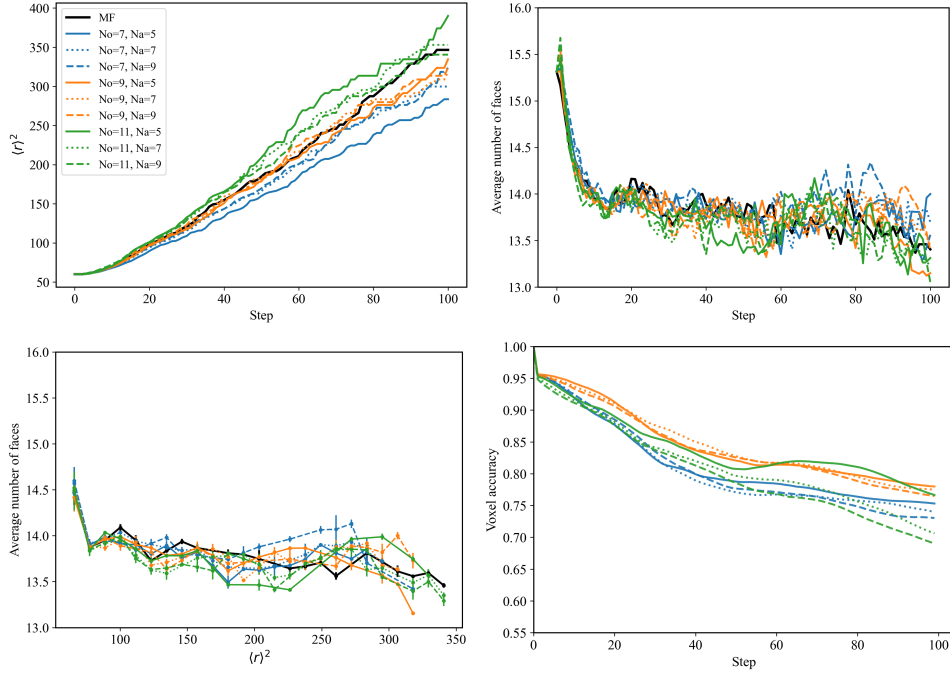 400
350
300
250
200
150
100
50
⟨r⟩²
MF
No=7, Na=5
No=7, Na=7
No=7, Na=9
No=9, Na=5
No=9, Na=7
No=9, Na=9
No=11, Na=5
No=11, Na=7
No=11, Na=9
0 20 40 60 80 100
Step
16.0
15.5
15.0
14.5
14.0
13.5
13.0
Average number of faces
0 20 40 60 80 100
Step
16.0
15.5
15.0
14.5
14.0
13.5
13.0
Average number of faces
100 150 200 250 300 350
⟨r⟩²
1.00
0.95
0.90
0.85
0.80
0.75
0.70
0.65
0.60
0.55
Voxel accuracy
0 20 40 60 80 100
Step